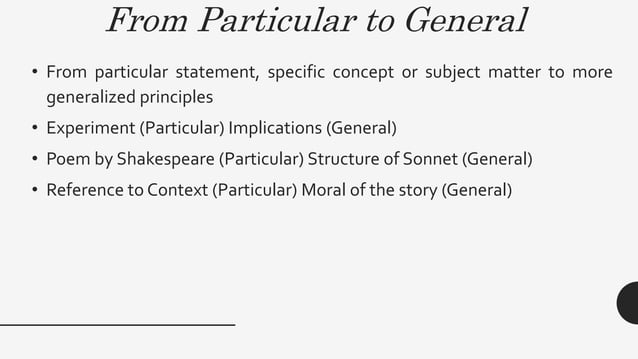 From Particular to General
• From particular statement, specific concept or subject matter to more
generalized principles
• Experiment (Particular) Implications (General)
• Poem by Shakespeare (Particular) Structure of Sonnet (General)
• Reference to Context (Particular) Moral of the story (General)